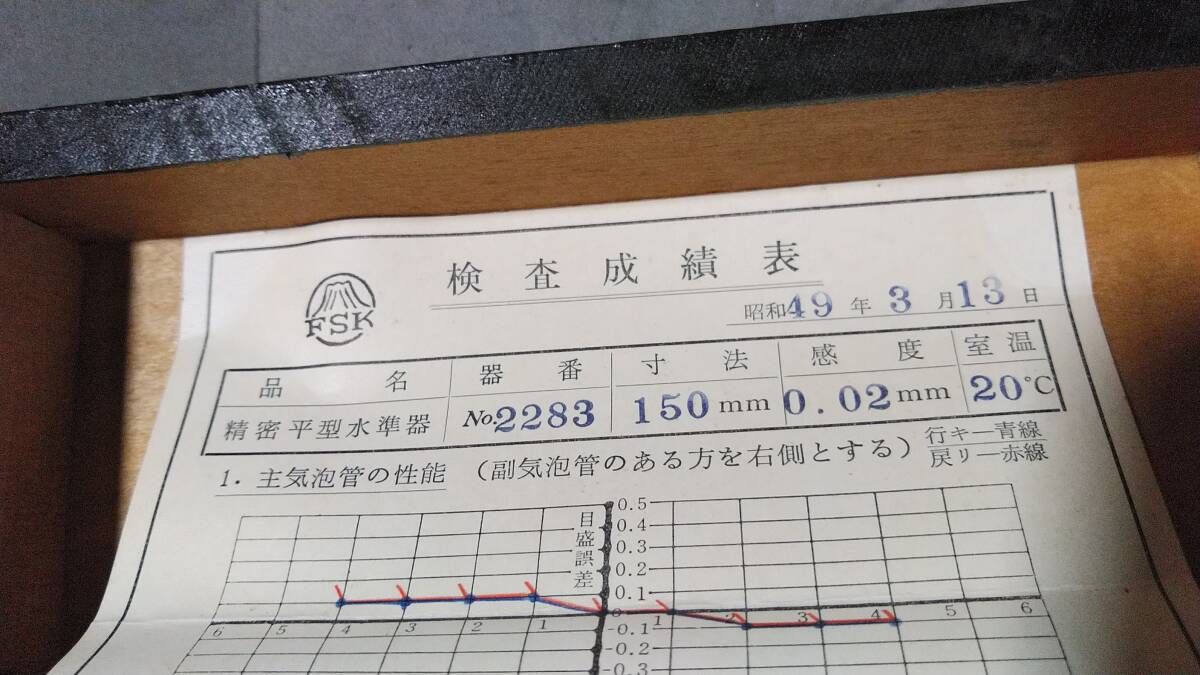 検査成績表
FSK
昭和49年3月13日
品名 器番 寸法 感度 室温
精密平型水準器 No.2283 150mm 0.02mm 20°C
1. 主気泡管の性能 (副気泡管のある方を右側とする) 行キ—青線
戻リ—赤線
目盛誤差
0.5
0.4
0.3
0.2
0.1
0
6 5 4 3 2 1 1 2 3 4 5 6
-0.1
-0.2
-0.3